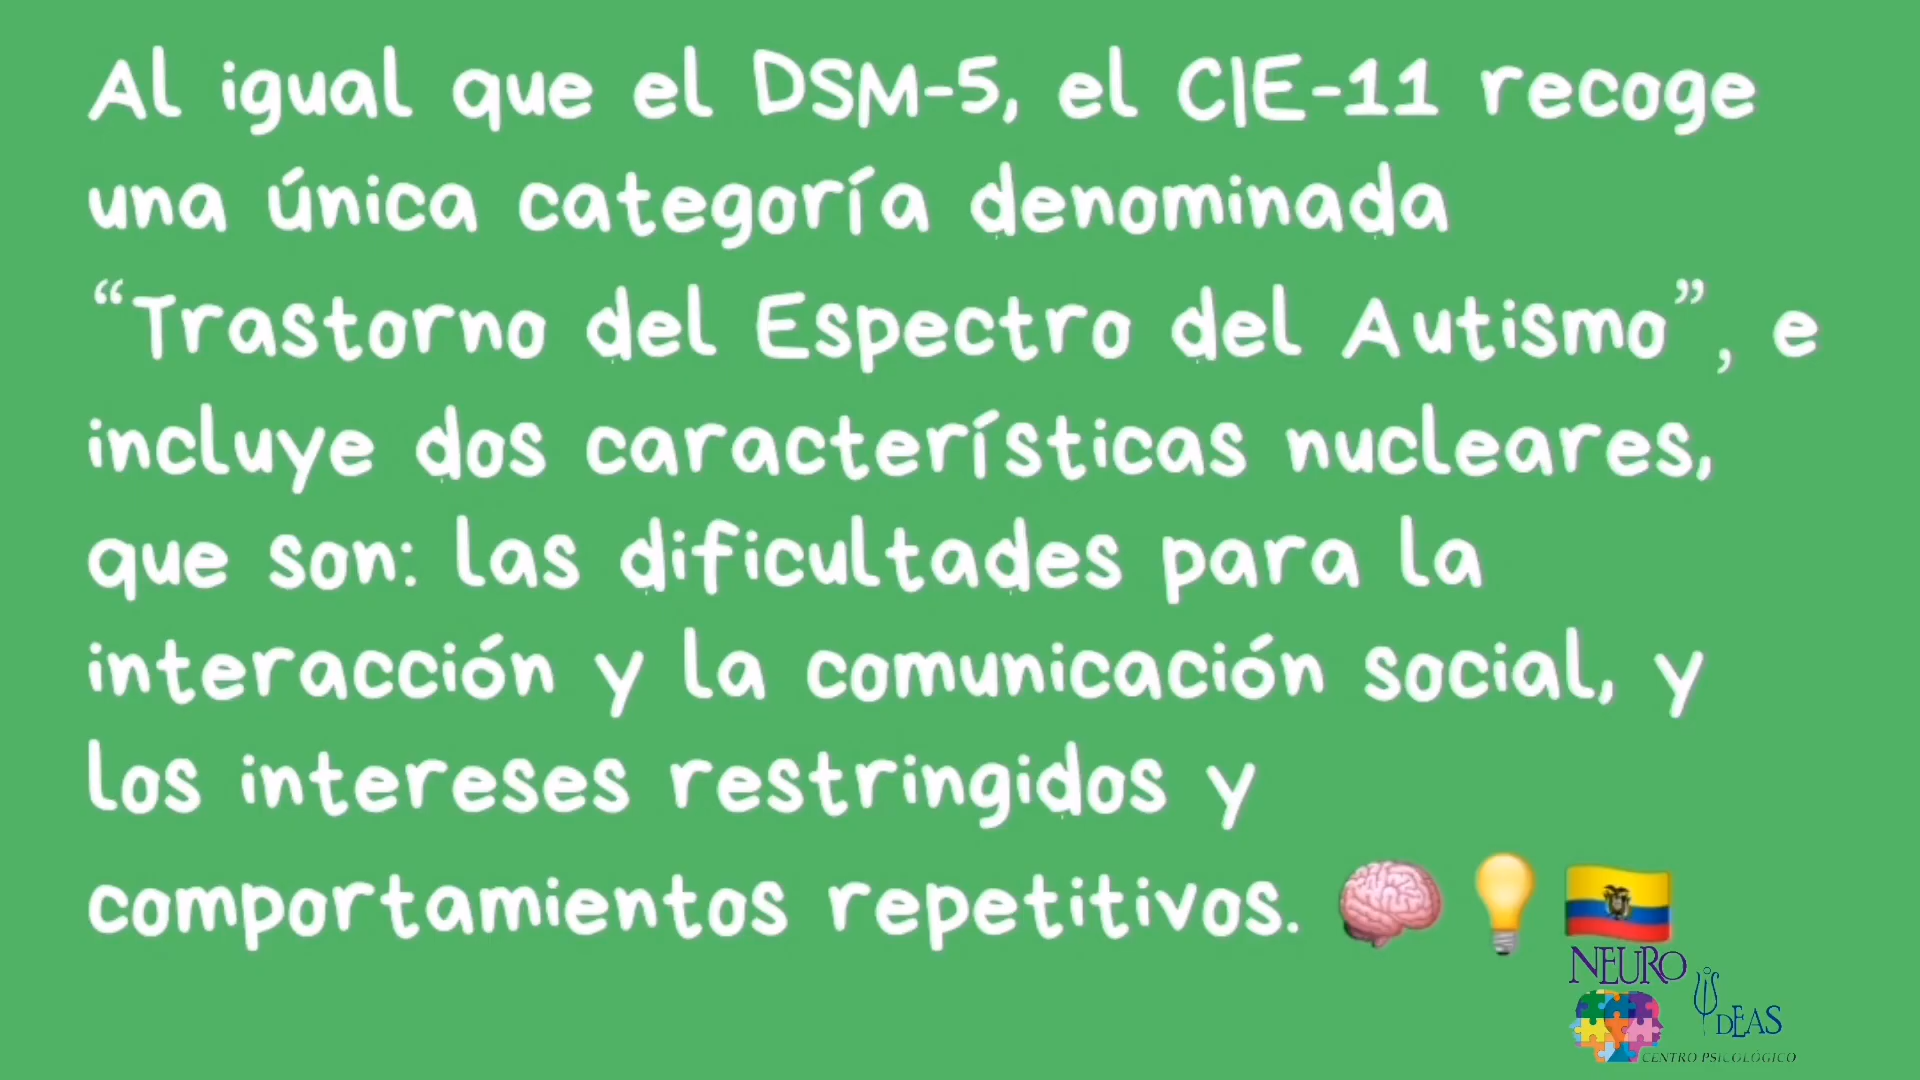 Al igual que el DSM-5, el CIE-11 recoge
una única categoría denominada
“Trastorno del Espectro del Autismo”, e
incluye dos características nucleares,
que son: las dificultades para la
interacción y la comunicación social, y
los intereses restringidos y
comportamientos repetitivos. 🧠 💡 🇪🇨
NEURO
IDEAS
CENTRO PSICOLÓGICO